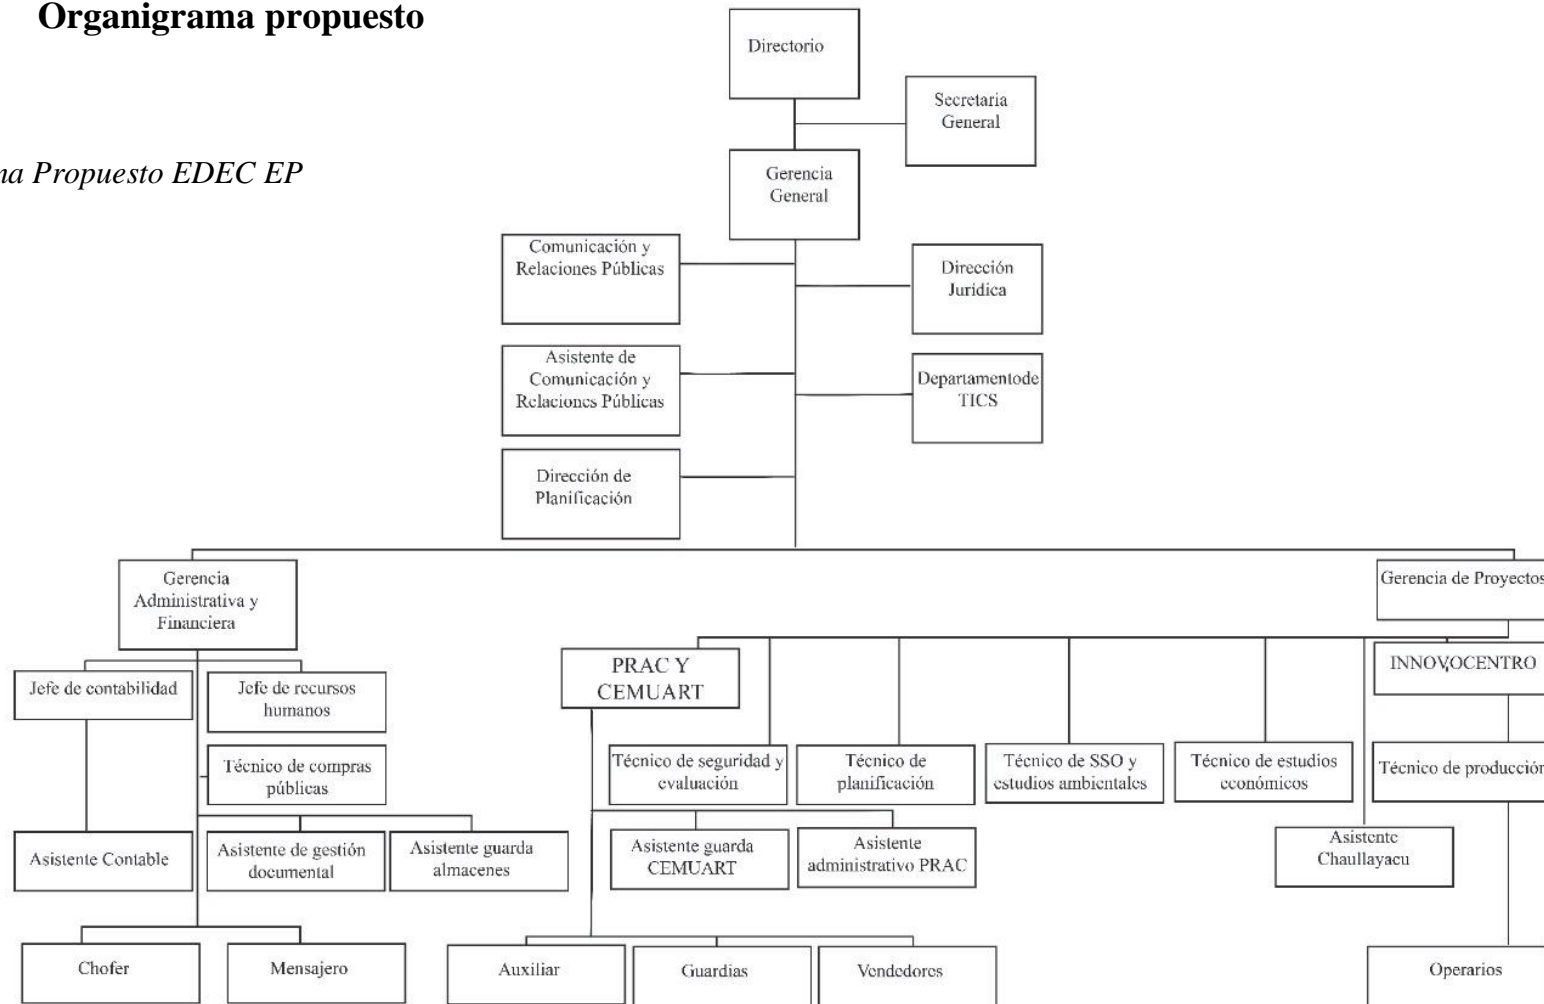 Organigrama propuesto
Directorio
Secretaria
General
ma Propuesto EDEC EP
Gerencia
General
Comunicación y
Relaciones Públicas
Dirección
Jurídica
Asistente de
Comunicación y
Relaciones Públicas
Departamentode
TICS
Dirección de
Planificación
Gerencia
Administrativa y
Financiera
Gerencia de Proyectos
PRAC Y
CEMUART
INNOVOCENTRO
Jefe de contabilidad
Jefe de recursos
humanos
Técnico de compras
públicas
Técnico de seguridad y
evaluación
Técnico de
planificación
Técnico de SSO y
estudios ambientales
Técnico de estudios
económicos
Técnico de producción
Asistente Contable
Asistente de gestión
documental
Asistente guarda
almacenes
Asistente guarda
CEMUART
Asistente
administrativo PRAC
Asistente
Chaullayacu
Chofer
Mensajero
Auxiliar
Guardias
Vendedores
Operarios